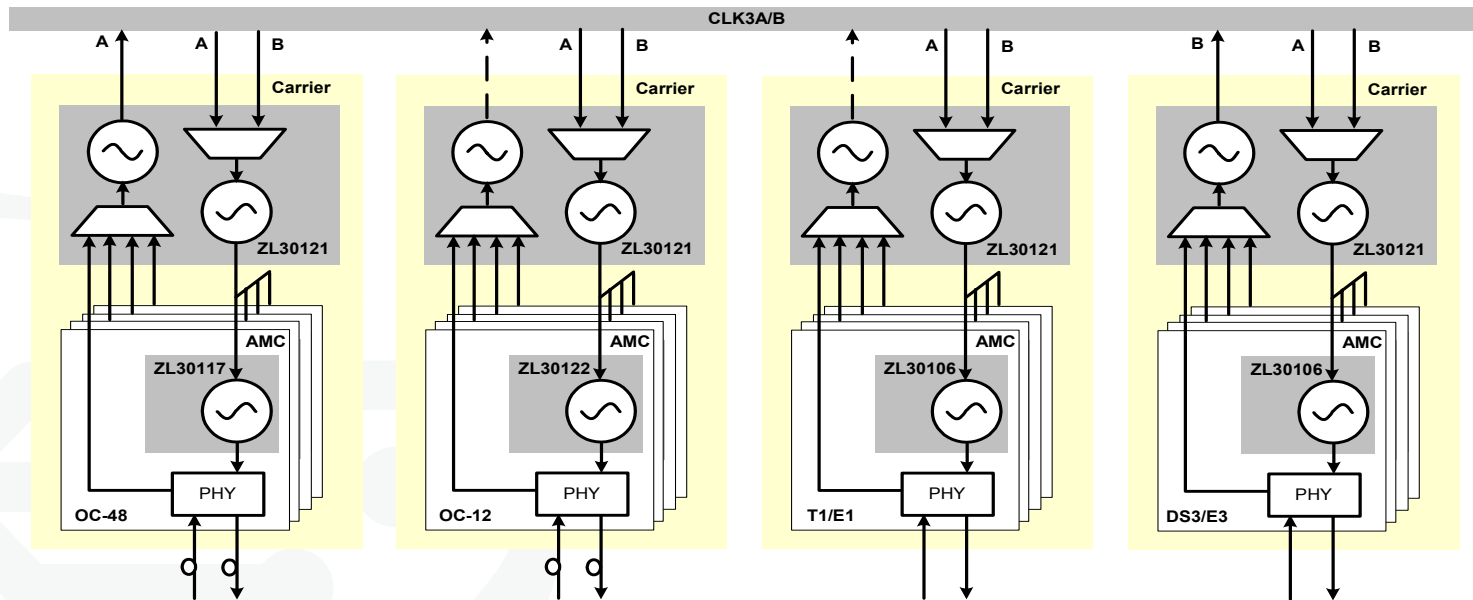 CLK3A/B
A A B
A B
A B
B A B
Carrier
Carrier
Carrier
Carrier
ZL30121
ZL30121
ZL30121
ZL30121
AMC
AMC
AMC
AMC
ZL30117
ZL30122
ZL30106
ZL30106
PHY
PHY
PHY
PHY
OC-48
OC-12
T1/E1
DS3/E3